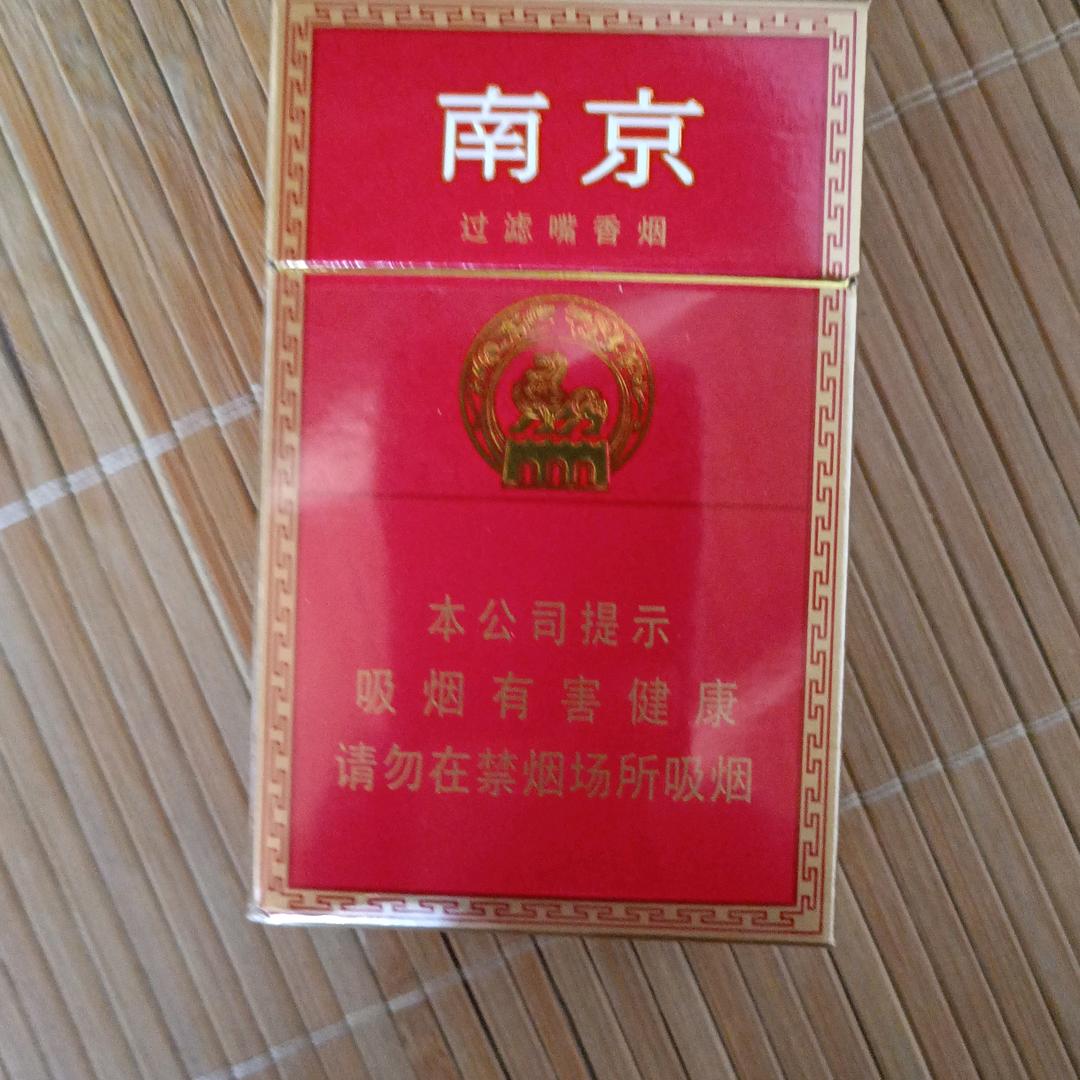 南京
过滤嘴香烟
本公司提示
吸烟有害健康
请勿在禁烟场所吸烟